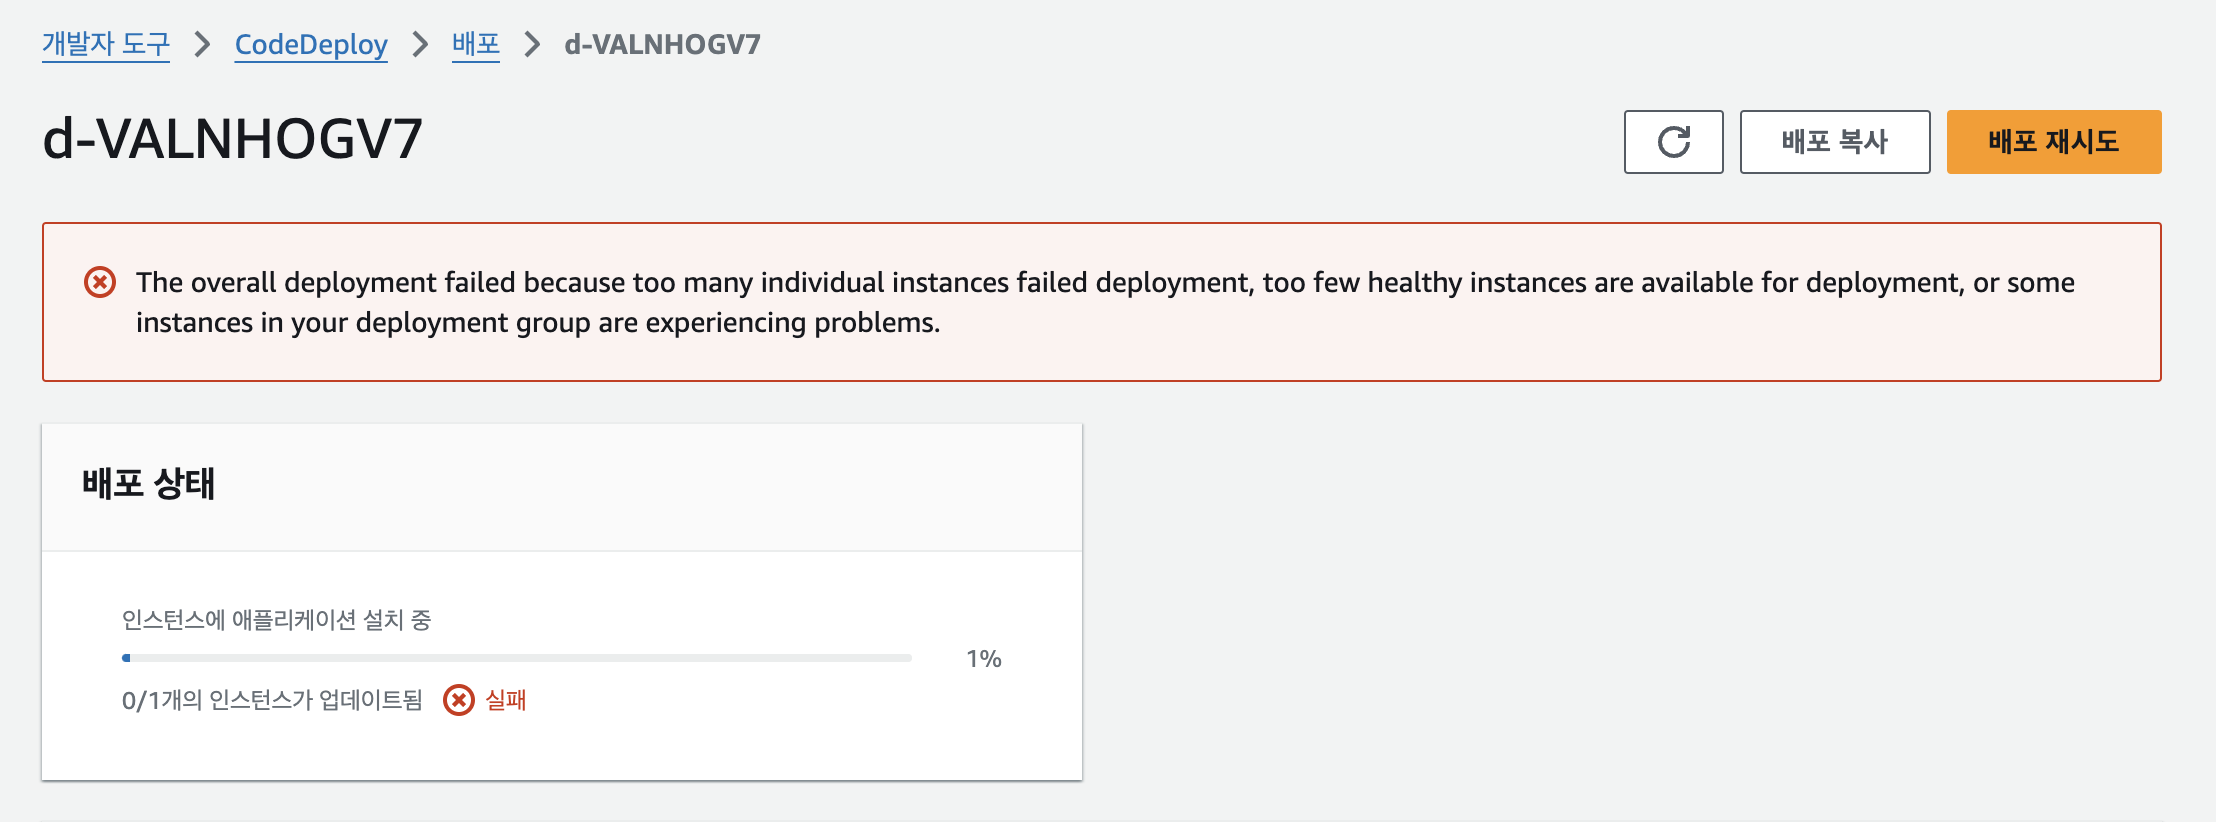 개발자 도구 > CodeDeploy > 배포 > d-VALNHOGV7
d-VALNHOGV7
배포 복사
배포 재시도
The overall deployment failed because too many individual instances failed deployment, too few healthy instances are available for deployment, or some
instances in your deployment group are experiencing problems.
배포 상태
인스턴스에 애플리케이션 설치 중
1%
0/1개의 인스턴스가 업데이트됨 실패